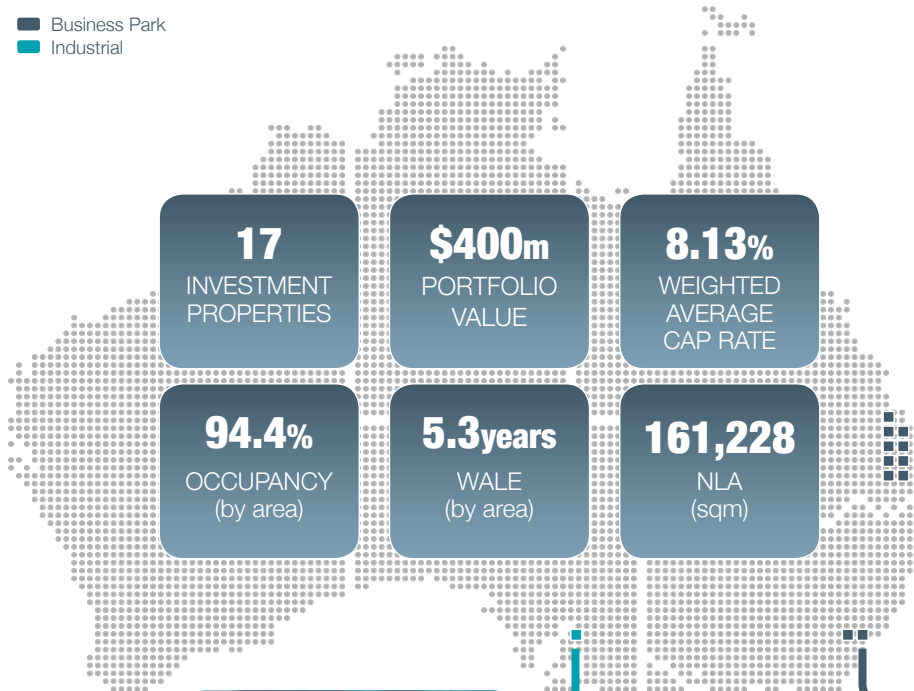 Business Park
Industrial
17
INVESTMENT
PROPERTIES
$400m
PORTFOLIO
VALUE
8.13%
WEIGHTED
AVERAGE
CAP RATE
94.4%
OCCUPANCY
(by area)
5.3years
WALE
(by area)
161,228
NLA
(sqm)